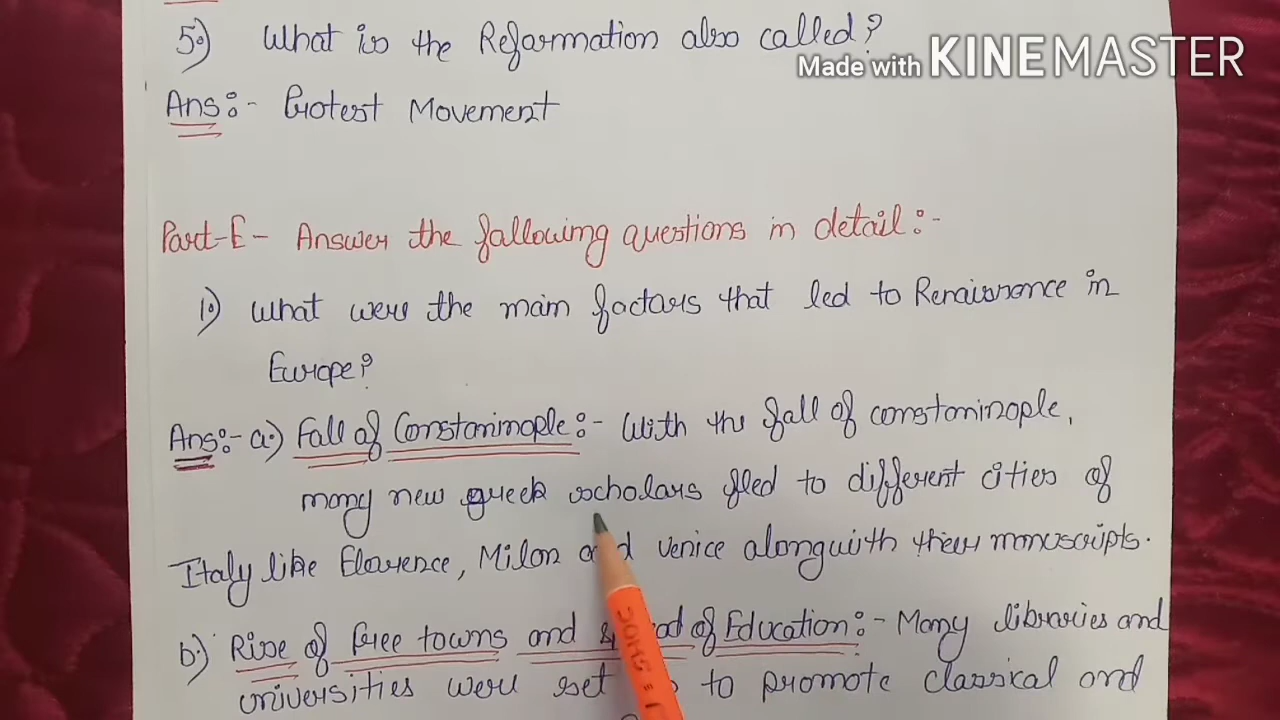 5.) What is the Reformation also called?
Made with KINEMASTER
Ans:- Protest Movement
Part-E- Answer the following questions in detail:-
1.) What were the main factors that led to Renaissance in
Europe?
Ans:- a.) Fall of Constaninople:- With the fall of constaninople,
many new greek scholars fled to different cities of
Italy like Florence, Milan and Venice alongwith their manuscripts.
b.) Rise of free towns and of Education:- Many libraries and
universities were set to promote classical and